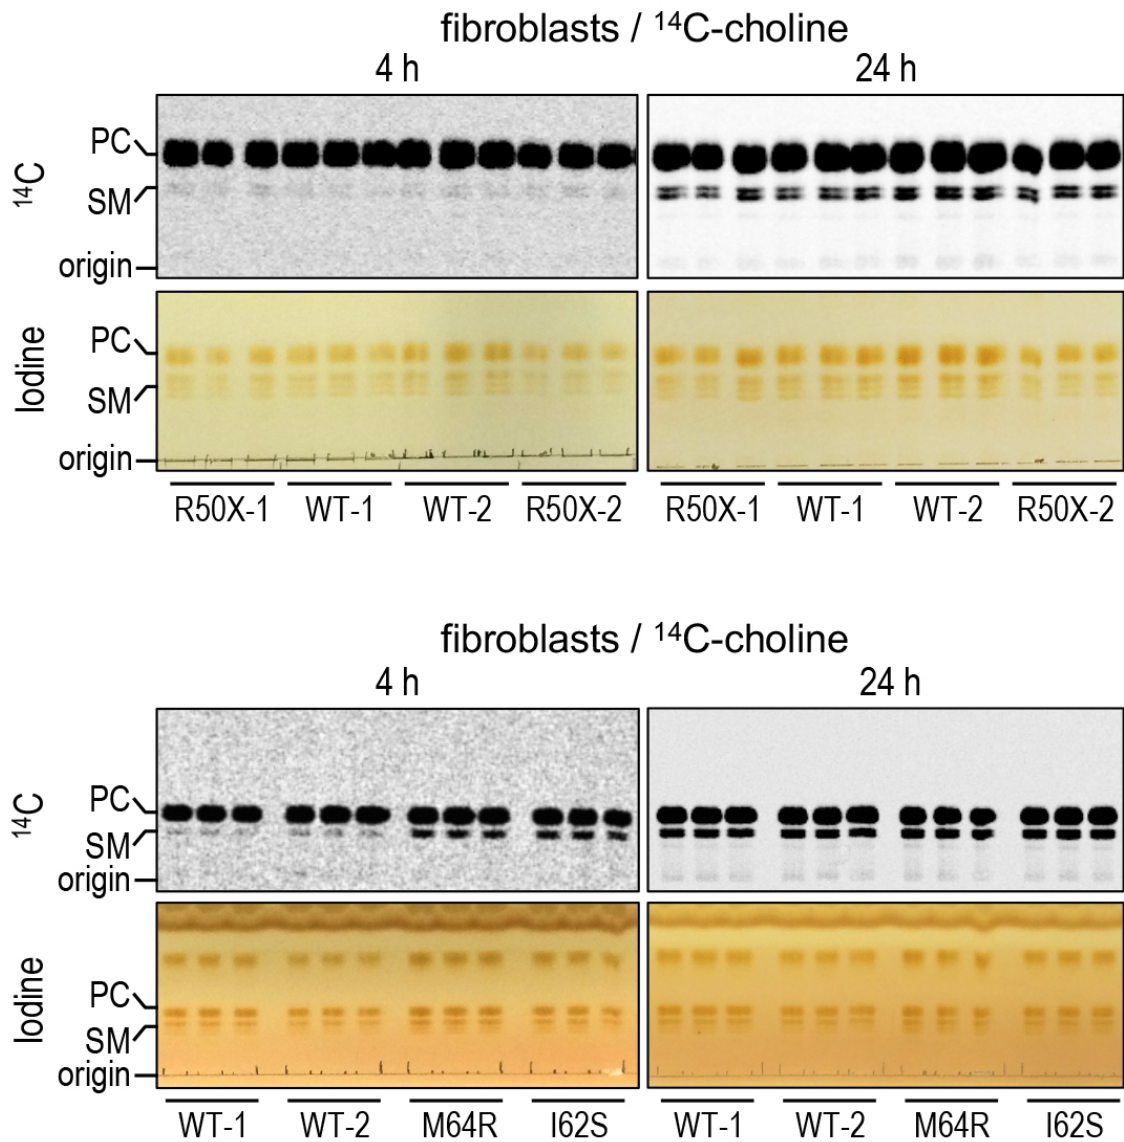 fibroblasts / ¹⁴C-choline
4 h
24 h
¹⁴C
PC
SM
origin
Iodine
PC
SM
origin
R50X-1 WT-1 WT-2 R50X-2 R50X-1 WT-1 WT-2 R50X-2
fibroblasts / ¹⁴C-choline
4 h
24 h
¹⁴C
PC
SM
origin
Iodine
PC
SM
origin
WT-1 WT-2 M64R I62S WT-1 WT-2 M64R I62S